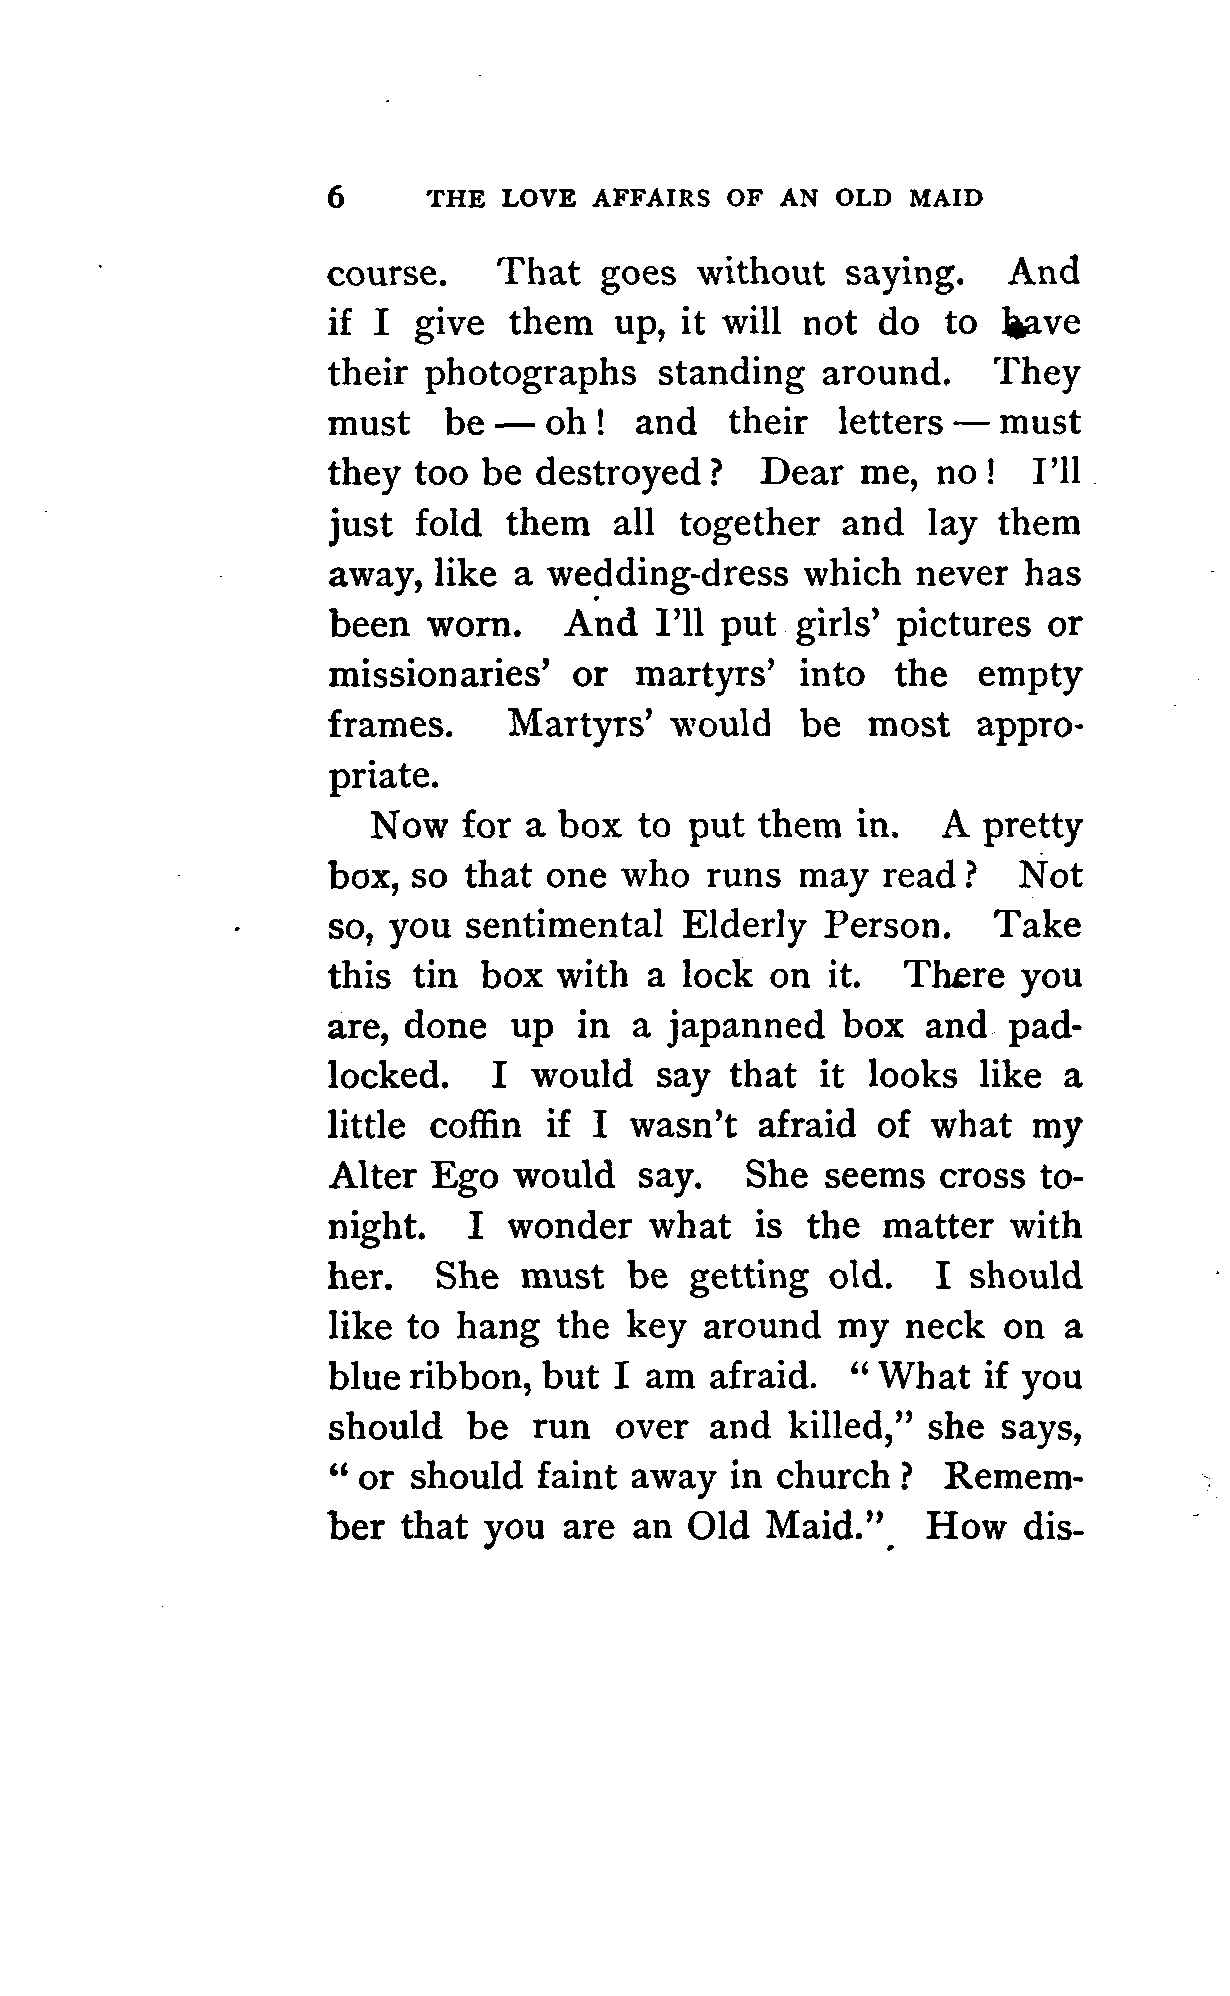 6 THE LOVE AFFAIRS OF AN OLD MAID
course. That goes without saying. And
if I give them up, it will not do to have
their photographs standing around. They
must be — oh! and their letters — must
they too be destroyed? Dear me, no! I'll
just fold them all together and lay them
away, like a wedding-dress which never has
been worn. And I'll put girls' pictures or
missionaries' or martyrs' into the empty
frames. Martyrs' would be most appro-
priate.
Now for a box to put them in. A pretty
box, so that one who runs may read? Not
so, you sentimental Elderly Person. Take
this tin box with a lock on it. There you
are, done up in a japanned box and pad-
locked. I would say that it looks like a
little coffin if I wasn't afraid of what my
Alter Ego would say. She seems cross to-
night. I wonder what is the matter with
her. She must be getting old. I should
like to hang the key around my neck on a
blue ribbon, but I am afraid. "What if you
should be run over and killed," she says,
"or should faint away in church? Remem-
ber that you are an Old Maid." How dis-